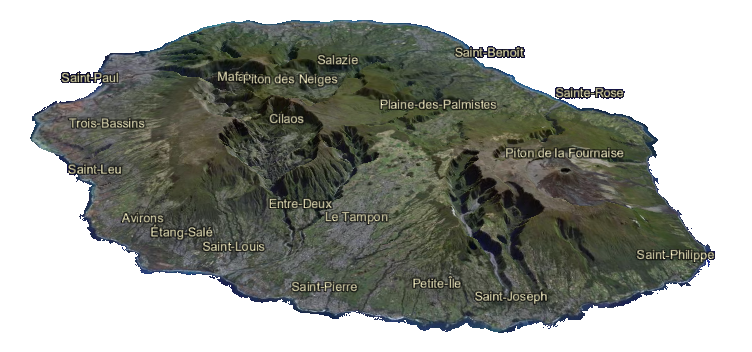 Saint-Benoît
Salazie
Saint-Paul
Mafate
Piton des Neiges
Sainte-Rose
Plaine-des-Palmistes
Trois-Bassins
Cilaos
Piton de la Fournaise
Saint-Leu
Entre-Deux
Avirons
Le Tampon
Étang-Salé
Saint-Louis
Saint-Philippe
Petite-Île
Saint-Pierre
Saint-Joseph